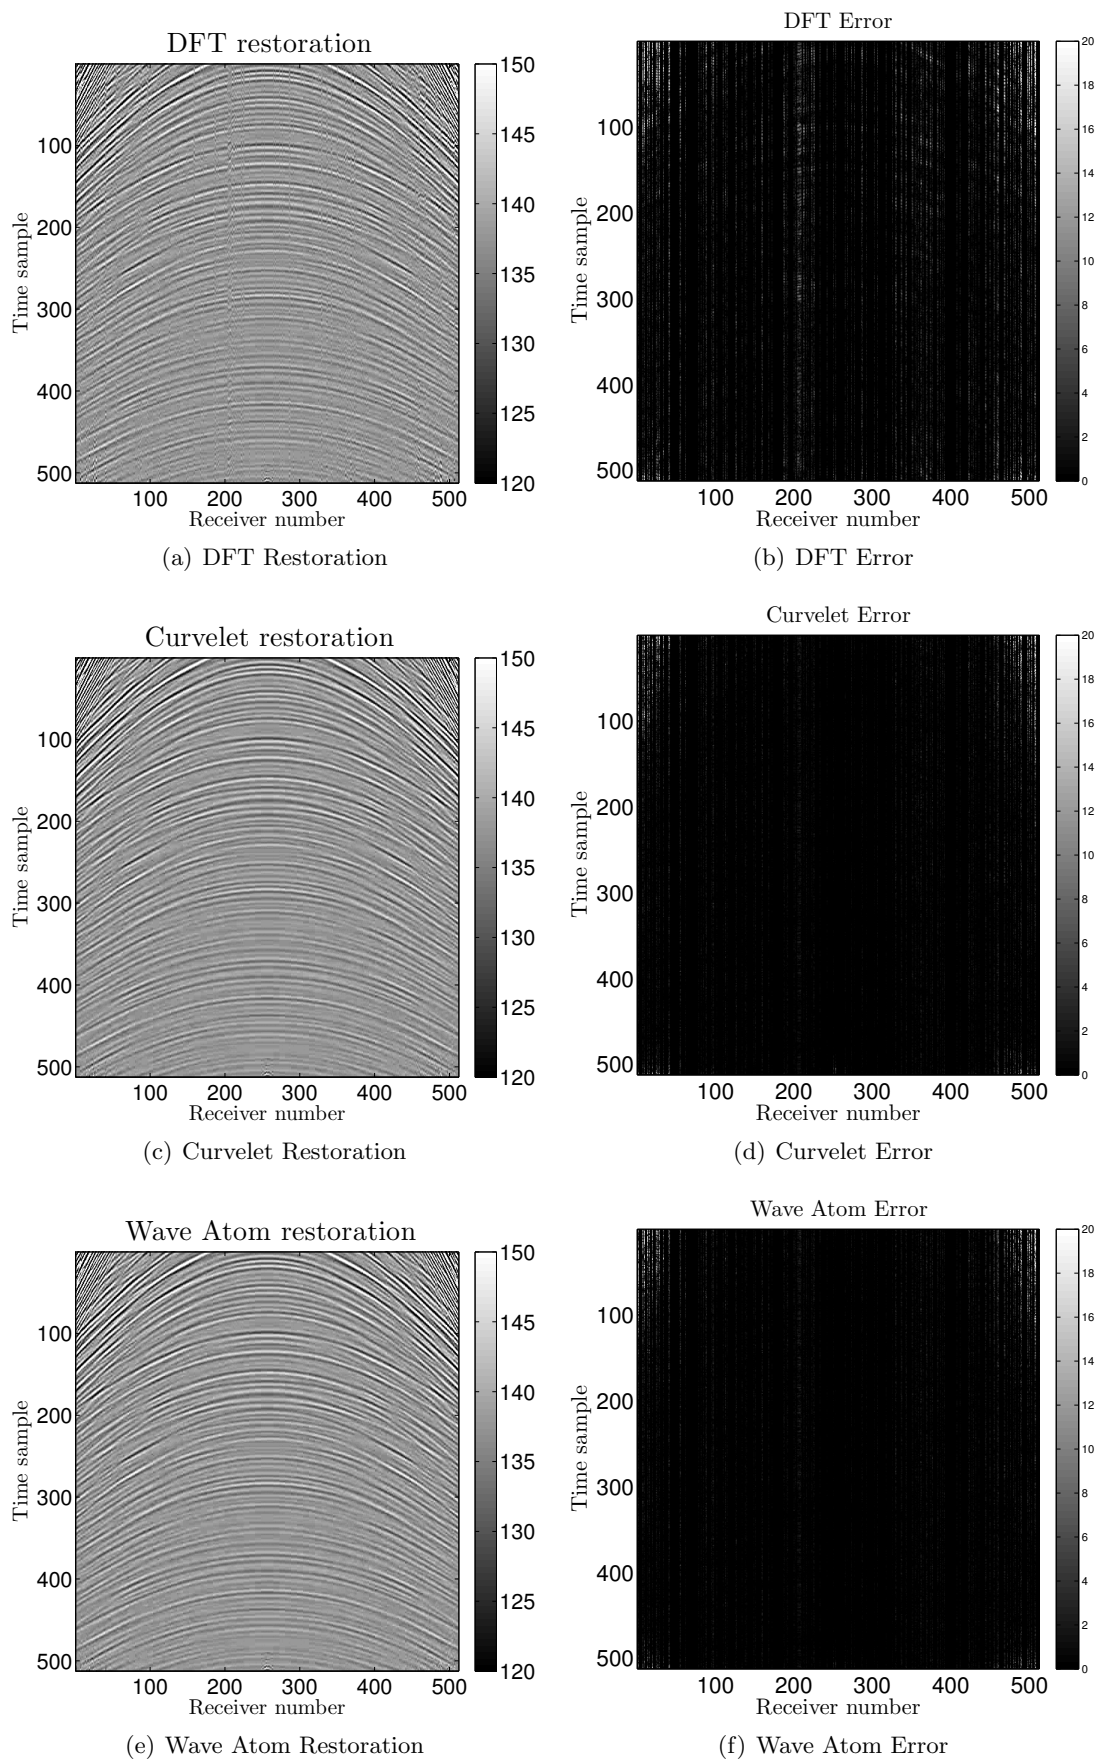 DFT restoration
150
145
140
135
130
125
120
100
200
300
400
500
Time sample
100 200 300 400 500
Receiver number
(a) DFT Restoration
DFT Error
20
18
16
14
12
10
8
6
4
2
0
100
200
300
400
500
Time sample
100 200 300 400 500
Receiver number
(b) DFT Error
Curvelet restoration
150
145
140
135
130
125
120
100
200
300
400
500
Time sample
100 200 300 400 500
Receiver number
(c) Curvelet Restoration
Curvelet Error
20
18
16
14
12
10
8
6
4
2
0
100
200
300
400
500
Time sample
100 200 300 400 500
Receiver number
(d) Curvelet Error
Wave Atom restoration
150
145
140
135
130
125
120
100
200
300
400
500
Time sample
100 200 300 400 500
Receiver number
(e) Wave Atom Restoration
Wave Atom Error
20
18
16
14
12
10
8
6
4
2
0
100
200
300
400
500
Time sample
100 200 300 400 500
Receiver number
(f) Wave Atom Error